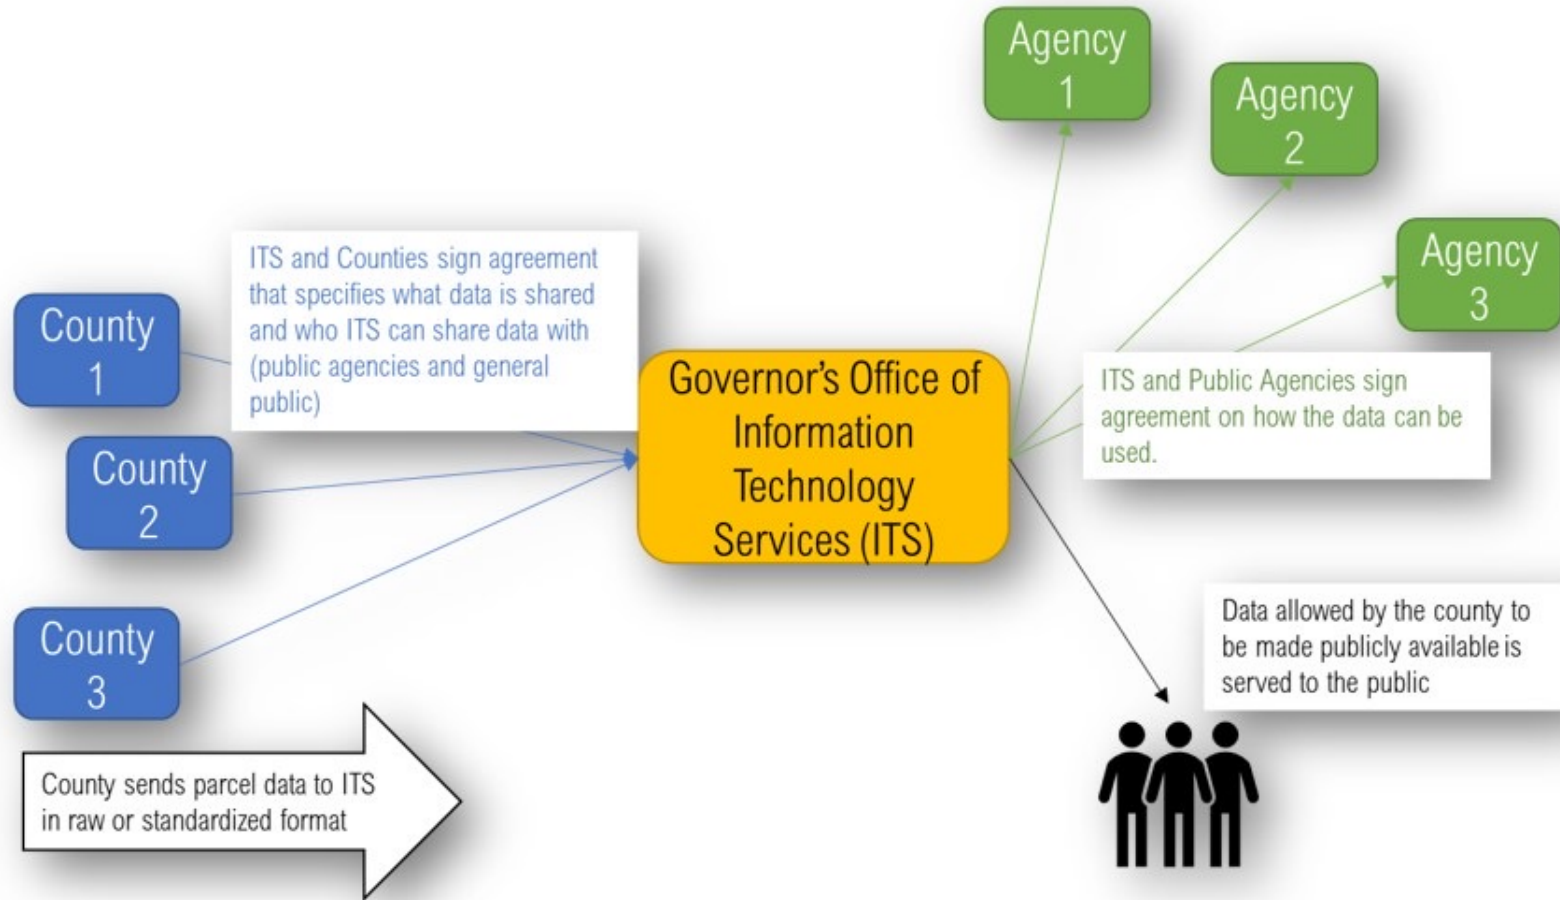 Agency
1
Agency
2
Agency
3
ITS and Counties sign agreement
that specifies what data is shared
and who ITS can share data with
(public agencies and general
public)
County
1
County
2
County
3
Governor’s Office of
Information
Technology
Services (ITS)
ITS and Public Agencies sign
agreement on how the data can be
used.
Data allowed by the county to
be made publicly available is
served to the public
County sends parcel data to ITS
in raw or standardized format